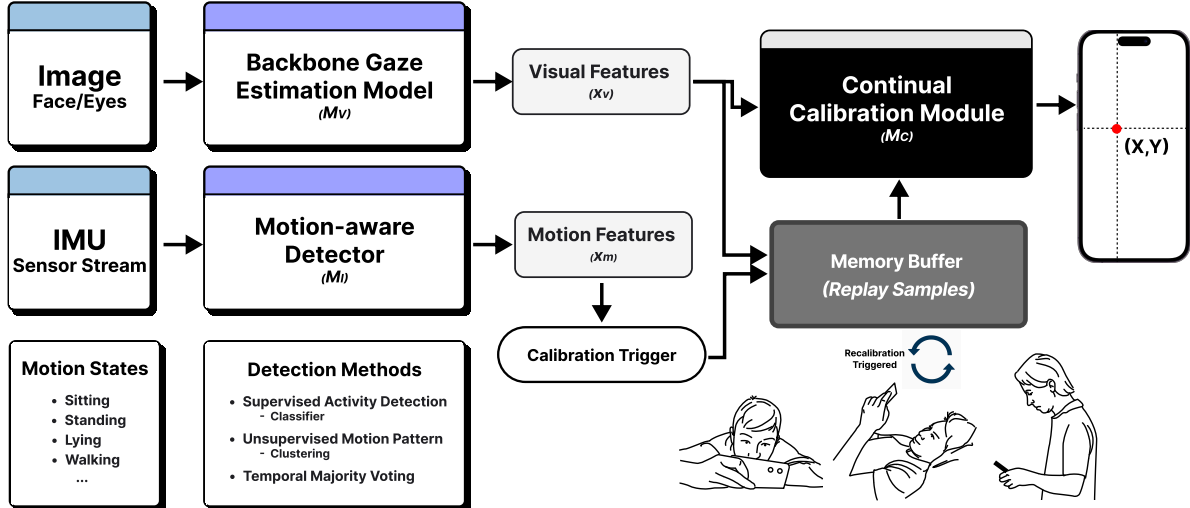 Image
Face/Eyes
Backbone Gaze
Estimation Model
(Mv)
Visual Features
(Xv)
Continual
Calibration Module
(Mc)
(X,Y)
IMU
Sensor Stream
Motion-aware
Detector
(MI)
Motion Features
(Xm)
Memory Buffer
(Replay Samples)
Calibration Trigger
Recalibration
Triggered
Motion States
• Sitting
• Standing
• Lying
• Walking
...
Detection Methods
• Supervised Activity Detection
- Classifier
• Unsupervised Motion Pattern
- Clustering
• Temporal Majority Voting